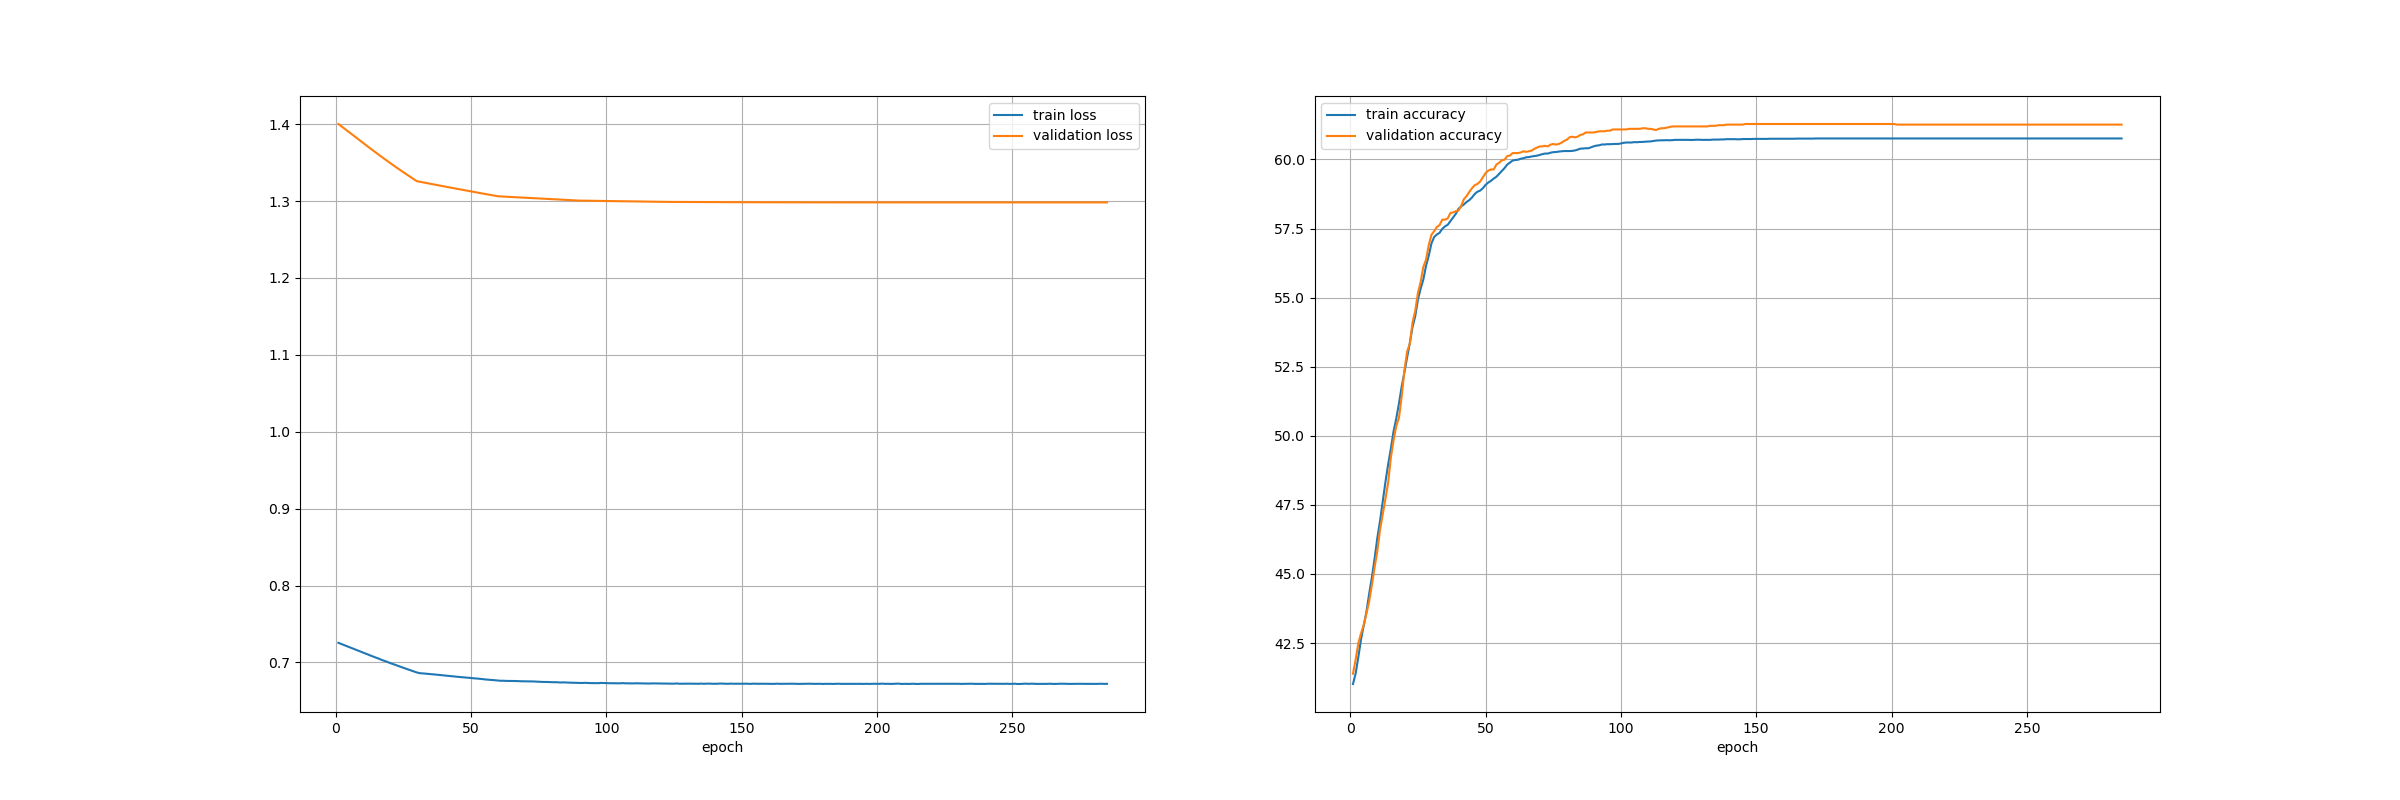 train loss
validation loss
1.4
1.3
1.2
1.1
1.0
0.9
0.8
0.7
0 50 100 150 200 250
epoch
train accuracy
validation accuracy
60.0
57.5
55.0
52.5
50.0
47.5
45.0
42.5
0 50 100 150 200 250
epoch